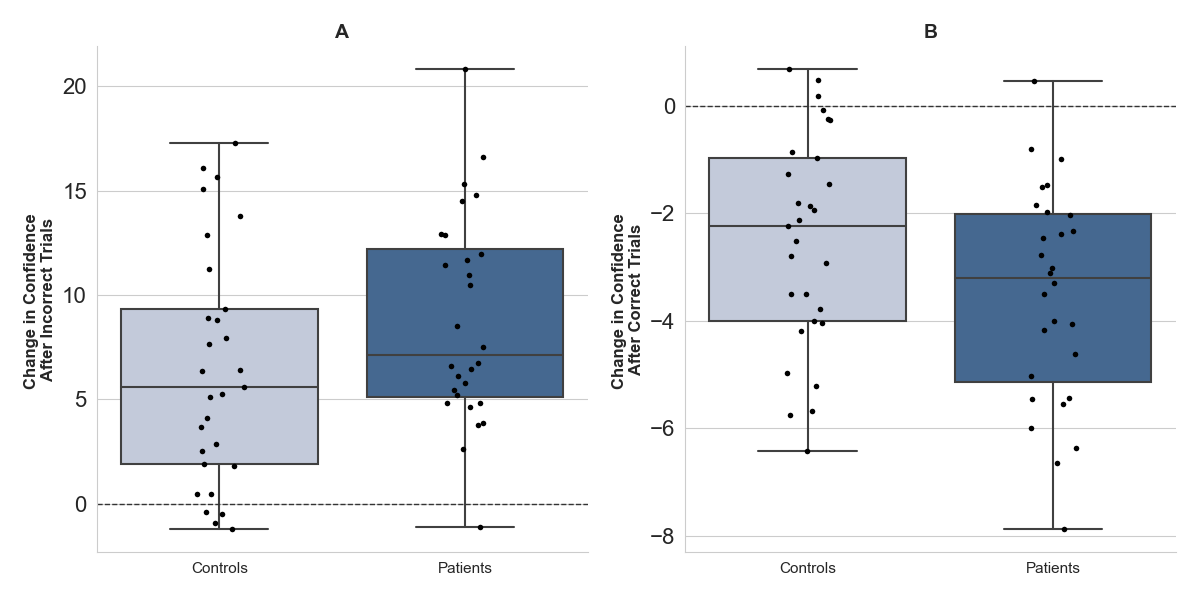 A
Change in Confidence
After Incorrect Trials
20
15
10
5
0
Controls
Patients
B
Change in Confidence
After Correct Trials
0
−2
−4
−6
−8
Controls
Patients